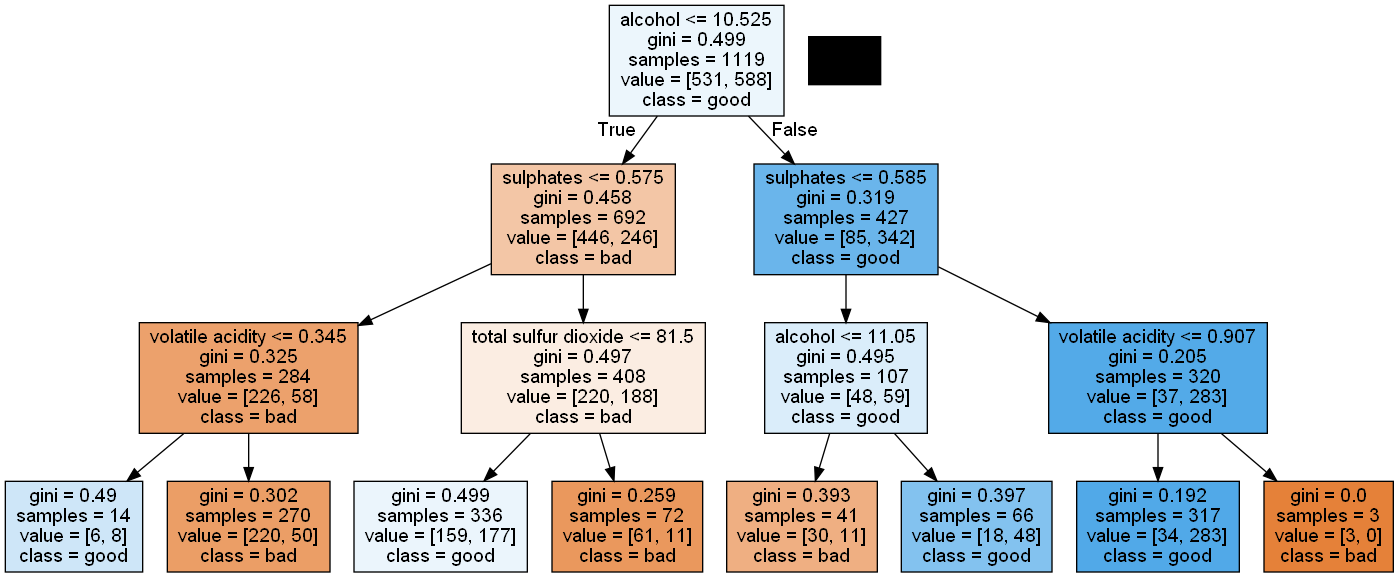 alcohol <= 10.525
gini = 0.499
samples = 1119
value = [531, 588]
class = good
True
False
sulphates <= 0.575
gini = 0.458
samples = 692
value = [446, 246]
class = bad
sulphates <= 0.585
gini = 0.319
samples = 427
value = [85, 342]
class = good
volatile acidity <= 0.345
gini = 0.325
samples = 284
value = [226, 58]
class = bad
total sulfur dioxide <= 81.5
gini = 0.497
samples = 408
value = [220, 188]
class = bad
alcohol <= 11.05
gini = 0.495
samples = 107
value = [48, 59]
class = good
volatile acidity <= 0.907
gini = 0.205
samples = 320
value = [37, 283]
class = good
gini = 0.49
samples = 14
value = [6, 8]
class = good
gini = 0.302
samples = 270
value = [220, 50]
class = bad
gini = 0.499
samples = 336
value = [159, 177]
class = good
gini = 0.259
samples = 72
value = [61, 11]
class = bad
gini = 0.393
samples = 41
value = [30, 11]
class = bad
gini = 0.397
samples = 66
value = [18, 48]
class = good
gini = 0.192
samples = 317
value = [34, 283]
class = good
gini = 0.0
samples = 3
value = [3, 0]
class = bad